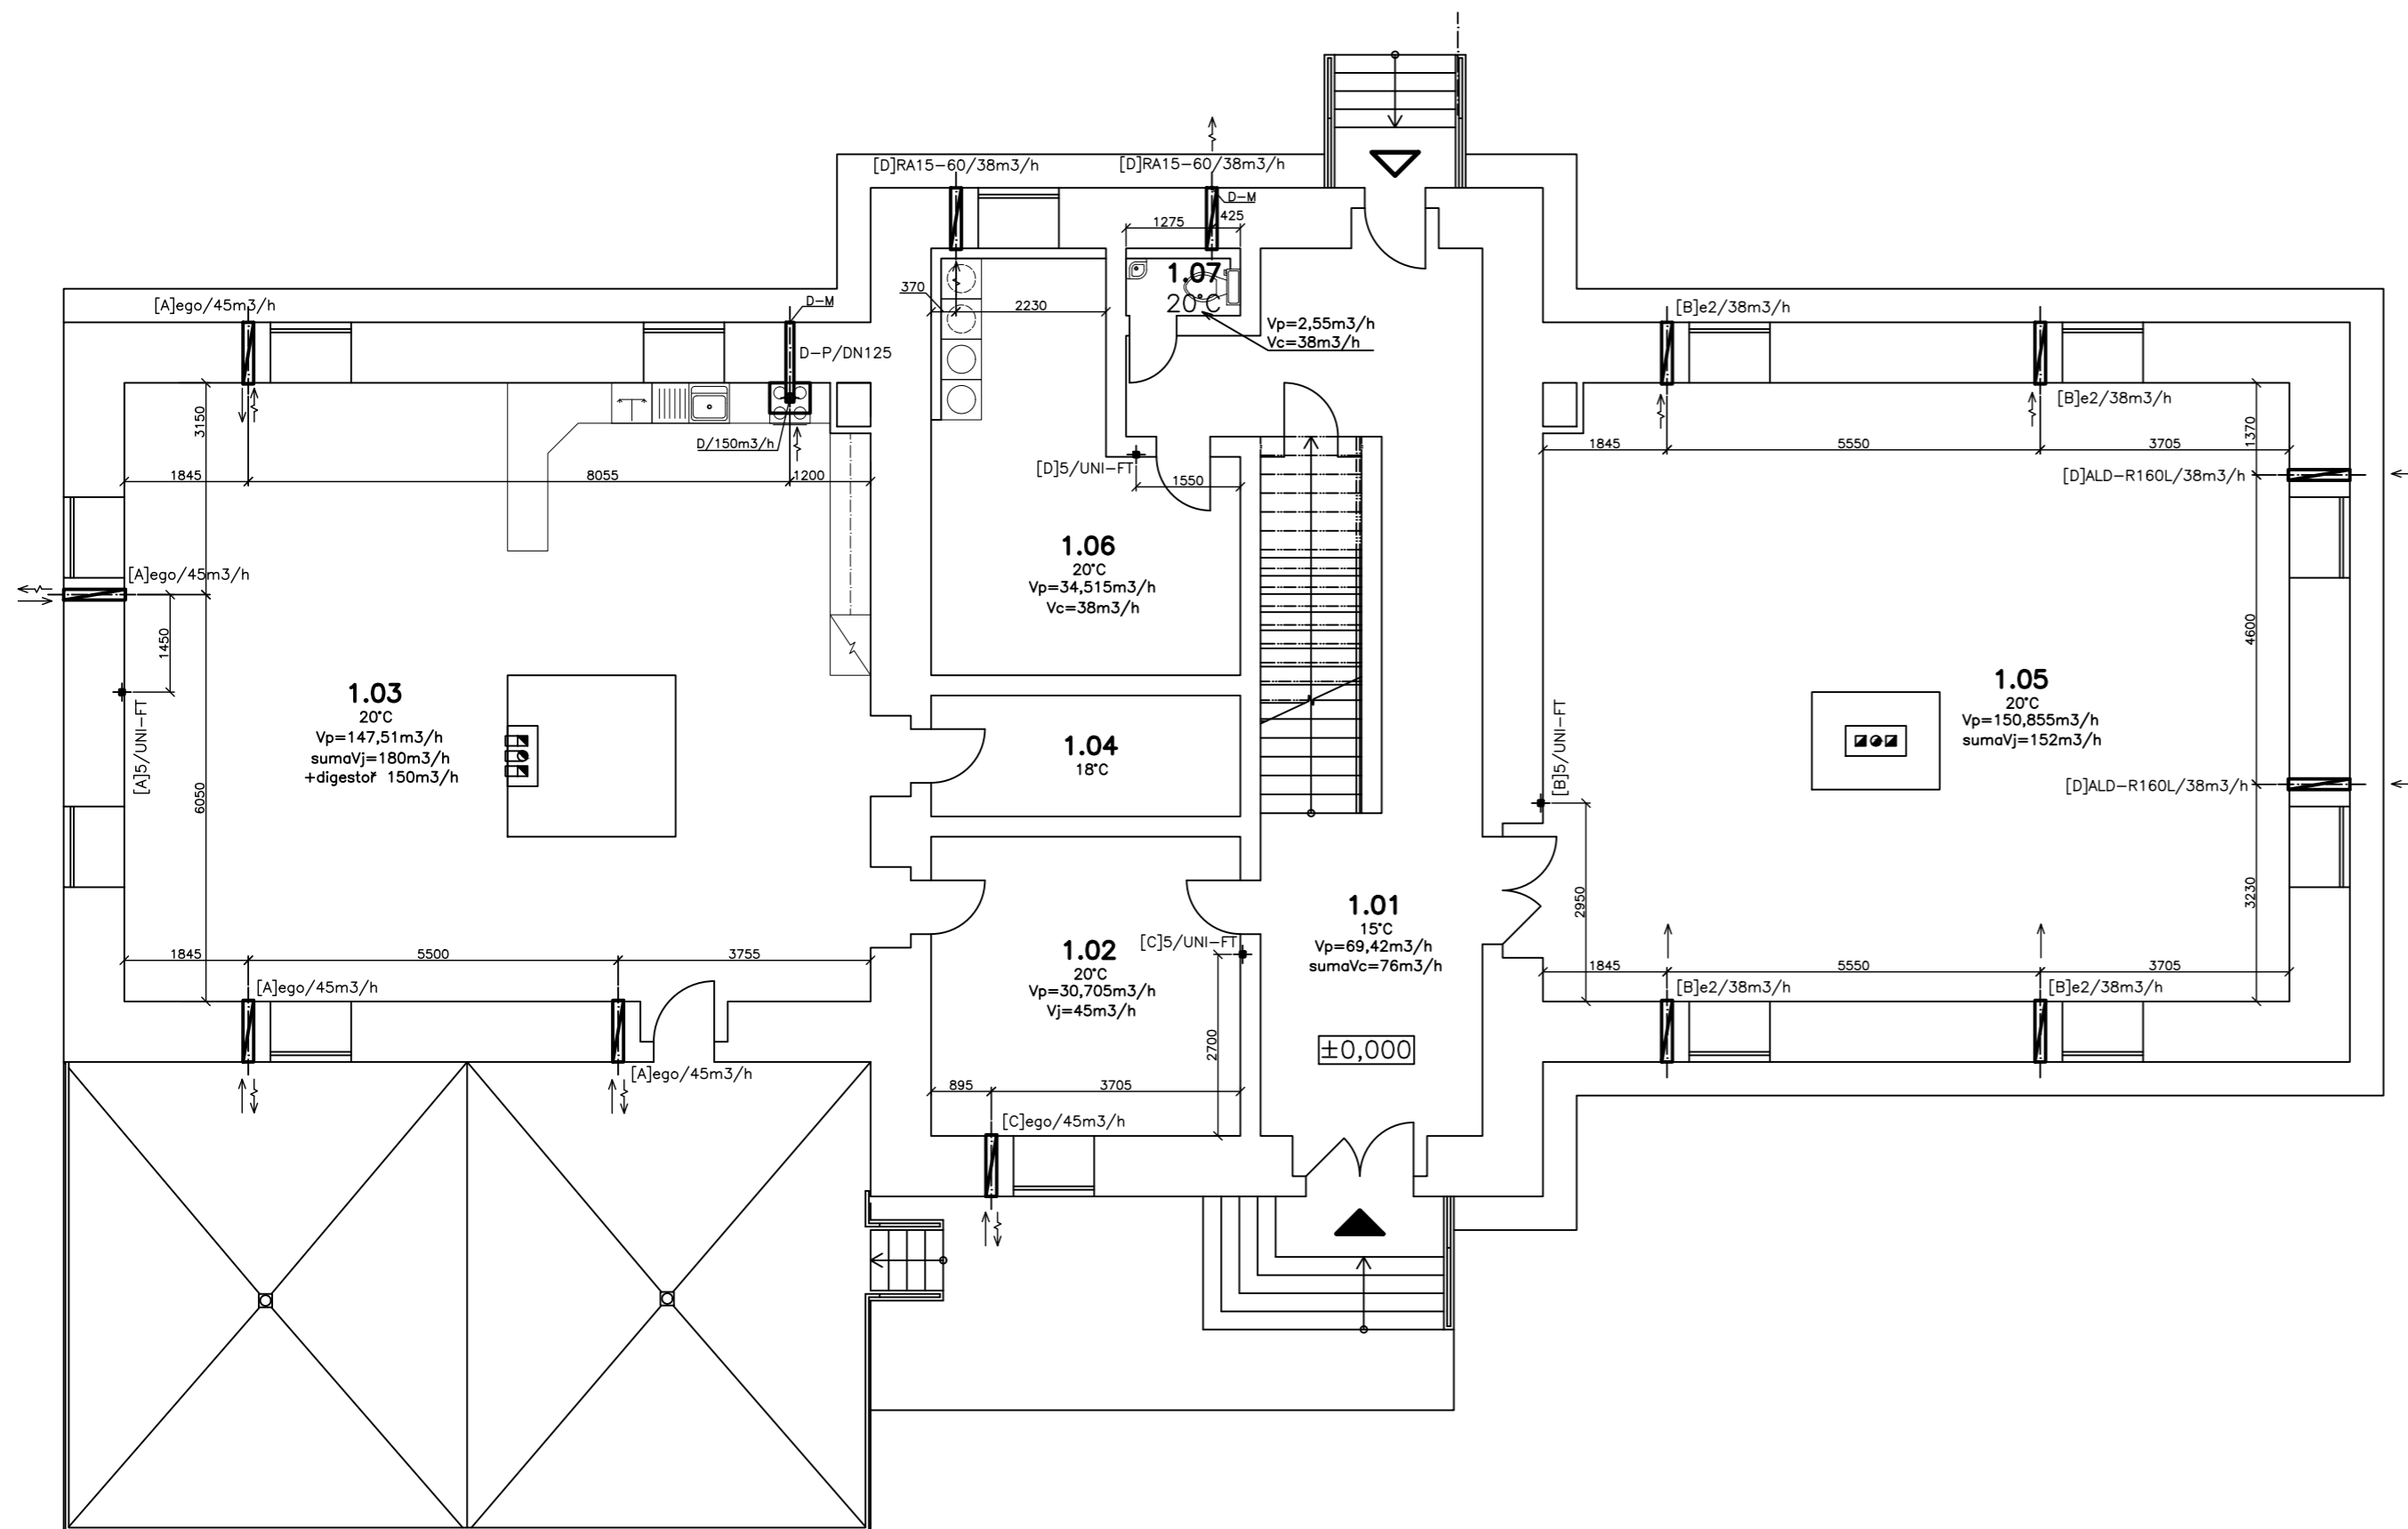 [D]RA15-60/38m3/h
[D]RA15-60/38m3/h
D-M
1275
425
[A]ego/45m3/h
D-M
370
2230
1.07
20°C
Vp=2,55m3/h
Vc=38m3/h
[B]e2/38m3/h
D-P/DN125
[B]e2/38m3/h
3150
D/150m3/h
1845
8055
1200
[D]5/UNI-FT
1550
1845
5550
3705
1370
[D]ALD-R160L/38m3/h
[A]ego/45m3/h
1.06
20°C
Vp=34,515m3/h
Vc=38m3/h
1450
4600
[A]5/UNI-FT
1.03
20°C
Vp=147,51m3/h
sumaVj=180m3/h
+digestoř 150m3/h
1.04
18°C
[B]5/UNI-FT
1.05
20°C
Vp=150,855m3/h
sumaVj=152m3/h
[D]ALD-R160L/38m3/h
6050
2950
3230
1.01
15°C
Vp=69,42m3/h
sumaVc=76m3/h
[C]5/UNI-FT
1.02
20°C
Vp=30,705m3/h
Vj=45m3/h
1845
5500
3755
1845
5550
3705
[A]ego/45m3/h
[B]e2/38m3/h
[B]e2/38m3/h
2700
±0,000
[A]ego/45m3/h
895
3705
[C]ego/45m3/h